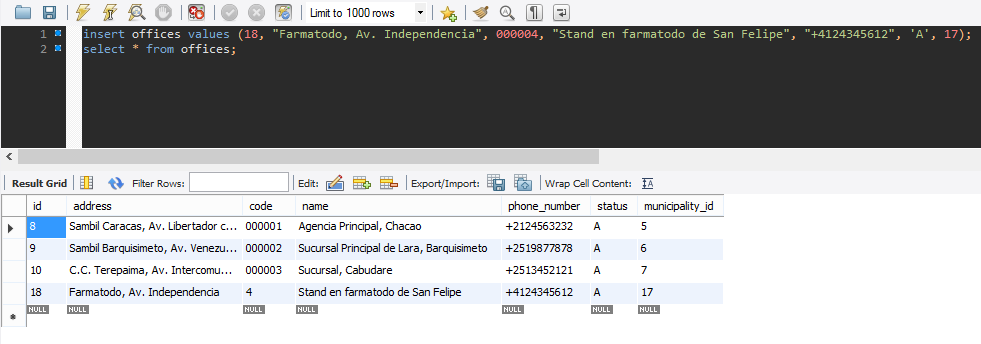 Limit to 1000 rows
1 insert offices values (18, "Farmatodo, Av. Independencia", 000004, "Stand en farmatodo de San Felipe", "+4124345612", 'A', 17);
2 select * from offices;
Result Grid Filter Rows: Edit: Export/Import: Wrap Cell Content:
id address code name phone_number status municipality_id
8 Sambil Caracas, Av. Libertador c... 000001 Agencia Principal, Chacao +2124563232 A 5
9 Sambil Barquisimeto, Av. Venezu... 000002 Sucursal Principal de Lara, Barquisimeto +2519877878 A 6
10 C.C. Terepaima, Av. Intercomu... 000003 Sucursal, Cabudare +2513452121 A 7
18 Farmatodo, Av. Independencia 4 Stand en farmatodo de San Felipe +4124345612 A 17
NULL NULL NULL NULL NULL NULL NULL